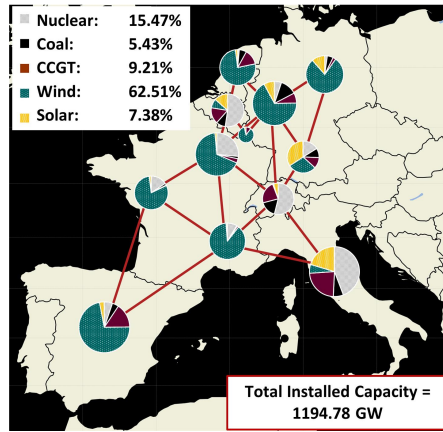 Nuclear: 15.47%
Coal: 5.43%
CCGT: 9.21%
Wind: 62.51%
Solar: 7.38%
Total Installed Capacity =
1194.78 GW